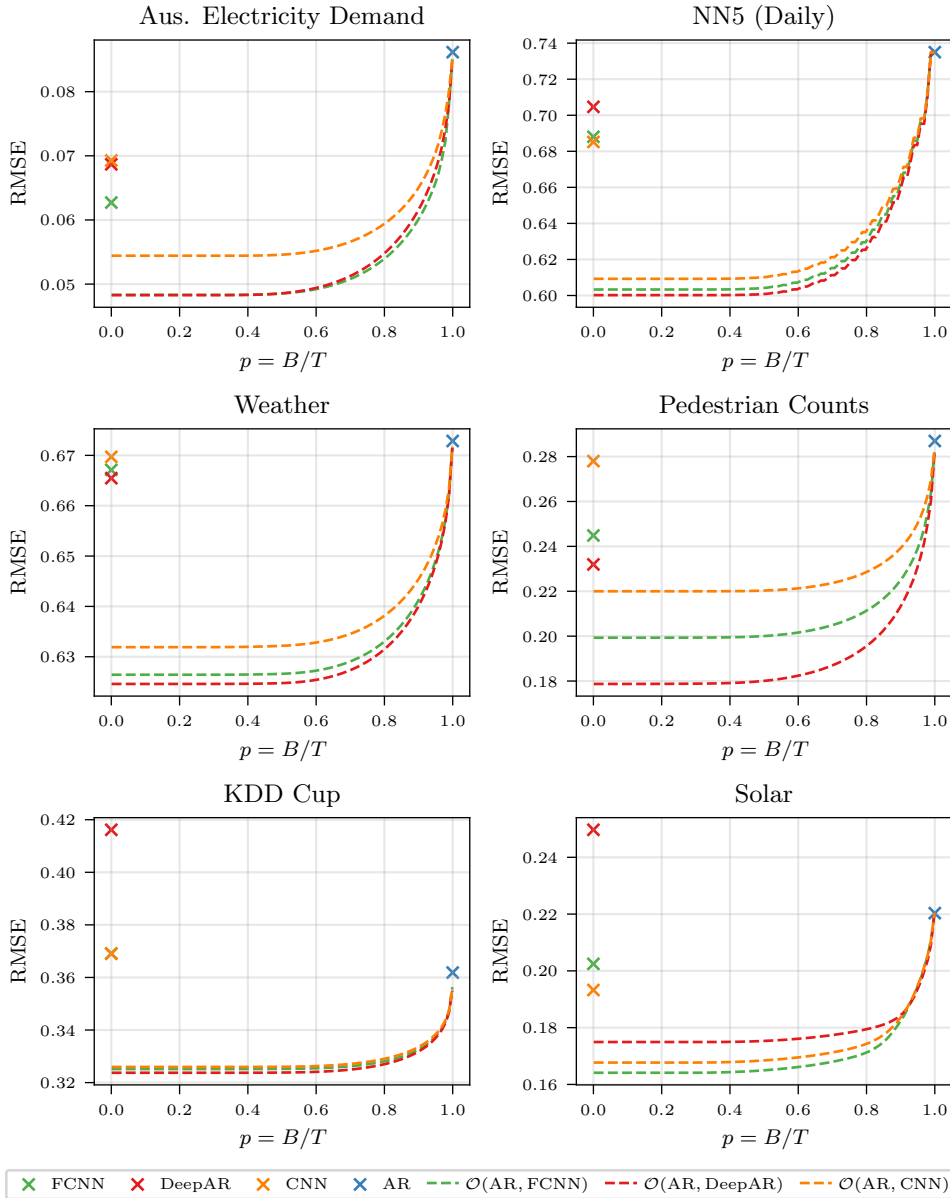 Aus. Electricity Demand
NN5 (Daily)
RMSE
0.08
0.07
0.06
0.05
0.0 0.2 0.4 0.6 0.8 1.0
p = B/T
RMSE
0.74
0.72
0.70
0.68
0.66
0.64
0.62
0.60
0.0 0.2 0.4 0.6 0.8 1.0
p = B/T
Weather
Pedestrian Counts
RMSE
0.67
0.66
0.65
0.64
0.63
0.0 0.2 0.4 0.6 0.8 1.0
p = B/T
RMSE
0.28
0.26
0.24
0.22
0.20
0.18
0.0 0.2 0.4 0.6 0.8 1.0
p = B/T
KDD Cup
Solar
RMSE
0.42
0.40
0.38
0.36
0.34
0.32
0.0 0.2 0.4 0.6 0.8 1.0
p = B/T
RMSE
0.24
0.22
0.20
0.18
0.16
0.0 0.2 0.4 0.6 0.8 1.0
p = B/T
FCNN DeepAR CNN AR 𝒪(AR, FCNN) 𝒪(AR, DeepAR) 𝒪(AR, CNN)